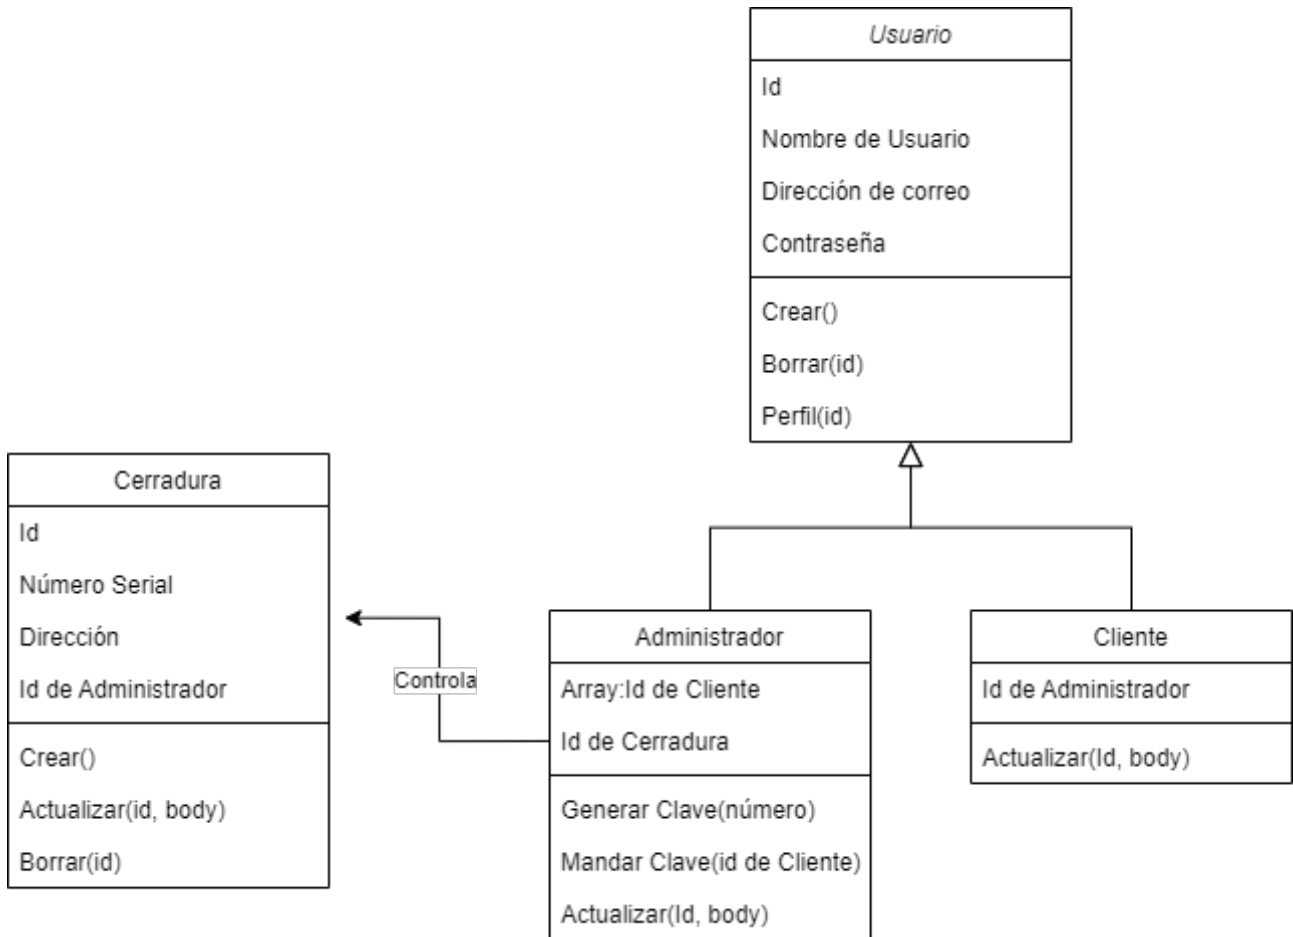 Usuario
Id
Nombre de Usuario
Dirección de correo
Contraseña
Crear()
Borrar(id)
Perfil(id)
Cerradura
Id
Número Serial
Dirección
Id de Administrador
Crear()
Actualizar(id, body)
Borrar(id)
Controla
Administrador
Array:Id de Cliente
Id de Cerradura
Generar Clave(número)
Mandar Clave(id de Cliente)
Actualizar(Id, body)
Cliente
Id de Administrador
Actualizar(Id, body)